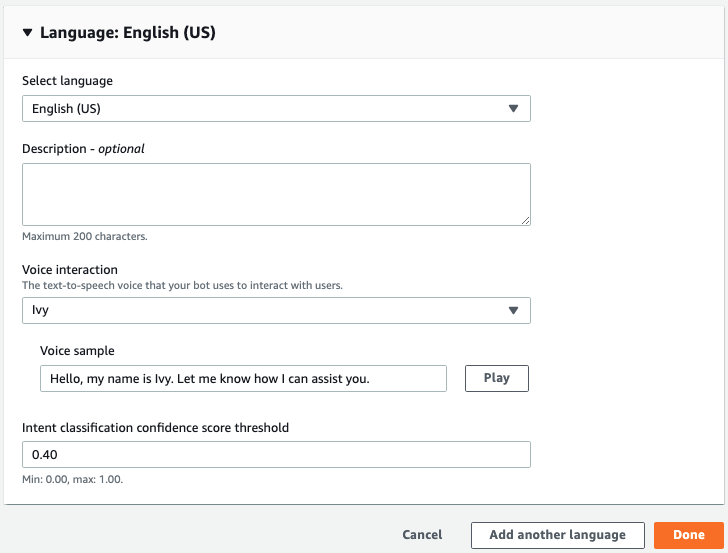 Language: English (US)
Select language
English (US)
Description - optional
Maximum 200 characters.
Voice interaction
The text-to-speech voice that your bot uses to interact with users.
Ivy
Voice sample
Hello, my name is Ivy. Let me know how I can assist you.
Play
Intent classification confidence score threshold
0.40
Min: 0.00, max: 1.00.
Cancel
Add another language
Done